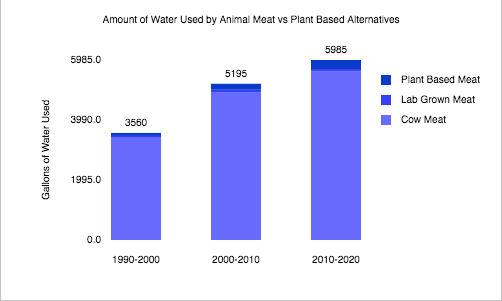 Amount of Water Used by Animal Meat vs Plant Based Alternatives
5985
5985.0
5195
Plant Based Meat
Lab Grown Meat
Cow Meat
3990.0
3560
Gallons of Water Used
1995.0
0.0
1990-2000
2000-2010
2010-2020